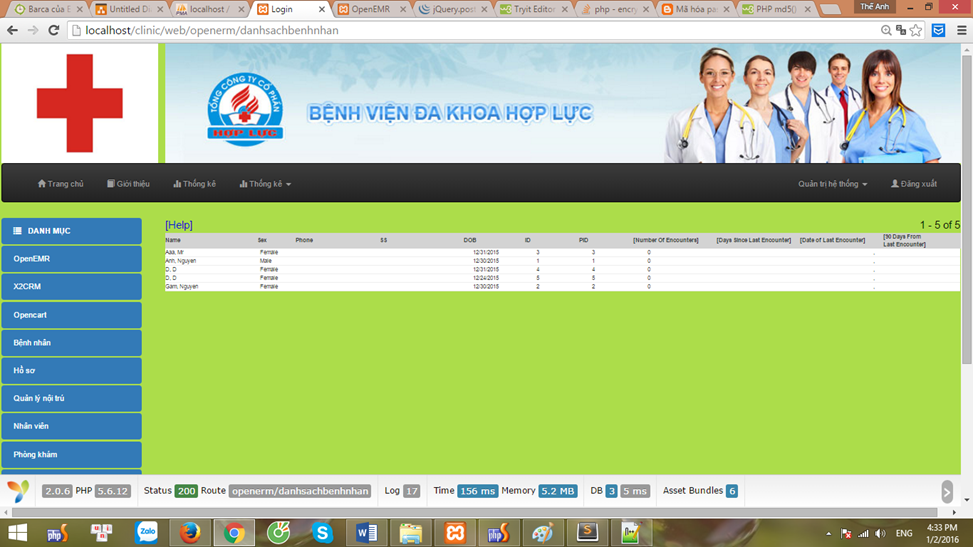 Barca của E
Untitled Di
localhost /
Login
OpenEMR
jQuery.post
Tryit Editor
php - encry
Mã hóa pas
PHP md5()
Thế Anh
localhost/clinic/web/openerm/danhsachbenhnhan
TỔNG CÔNG TY CỔ PHẦN
HỢP LỰC
BỆNH VIỆN ĐA KHOA HỢP LỰC
Trang chủ
Giới thiệu
Thống kê
Thống kê
Quản trị hệ thống
Đăng xuất
DANH MỤC
OpenEMR
X2CRM
Opencart
Bệnh nhân
Hồ sơ
Quản lý nội trú
Nhân viên
Phòng khám
[Help]
1 - 5 of 5
Name Sex Phone SS DOB ID PID [Number Of Encounters] [Days Since Last Encounter] [Date of Last Encounter] [90 Days From Last Encounter]
Aaa, Mr Female 12/31/2015 3 3 0 .
Anh, Nguyen Male 12/30/2015 1 1 0 .
D, D Female 12/31/2015 4 4 0 .
D, D Female 12/24/2015 5 5 0 .
Gam, Nguyen Female 12/30/2015 2 2 0 .
2.0.6 PHP 5.6.12 Status 200 Route openerm/danhsachbenhnhan Log 17 Time 156 ms Memory 5.2 MB DB 3 5 ms Asset Bundles 6
php
Zalo
php
ENG
4:33 PM
1/2/2016